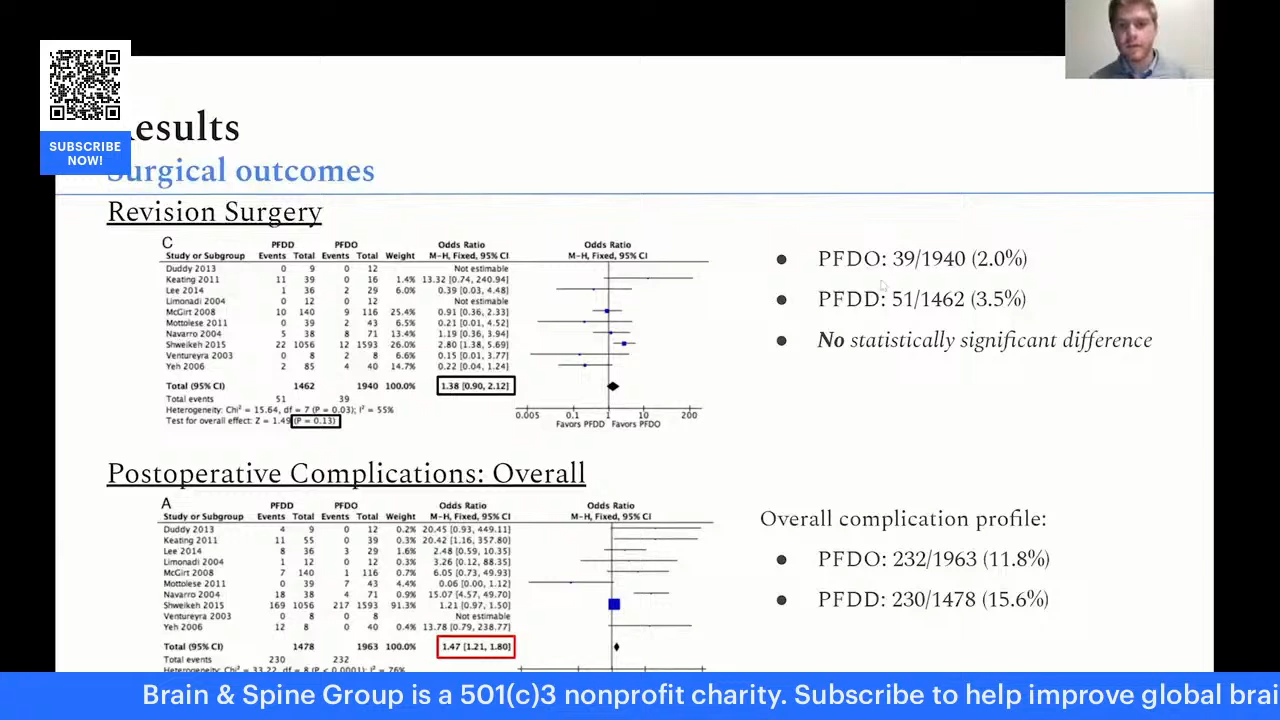 SUBSCRIBE
NOW!
Results
Surgical outcomes
Revision Surgery
C
PFDD PFDO Odds Ratio Odds Ratio
Study or Subgroup Events Total Events Total Weight M-H, Fixed, 95% CI M-H, Fixed, 95% CI
Duddy 2013 0 9 0 12 Not estimable
Keating 2011 11 39 0 16 1.4% 13.32 [0.74, 240.94]
Lee 2014 1 36 2 29 6.0% 0.39 [0.03, 4.48]
Limonadi 2004 0 12 0 12 Not estimable
McGirt 2008 10 140 9 116 25.4% 0.91 [0.36, 2.33]
Mottolese 2011 0 39 2 43 6.5% 0.21 [0.01, 4.52]
Navarro 2004 5 38 8 71 13.4% 1.19 [0.36, 3.94]
Shweikeh 2015 22 1056 12 1593 26.0% 2.80 [1.38, 5.69]
Ventureyra 2003 0 8 2 8 6.6% 0.15 [0.01, 3.77]
Yeh 2006 2 85 4 40 14.7% 0.22 [0.04, 1.24]
Total (95% CI) 1462 1940 100.0% 1.38 [0.90, 2.12]
Total events 51 39
Heterogeneity: Chi² = 15.64, df = 7 (P = 0.03); I² = 55%
Test for overall effect: Z = 1.49 (P = 0.13)
0.005 0.1 1 10 200
Favors PFDD Favors PFDO
PFDO: 39/1940 (2.0%)
PFDD: 51/1462 (3.5%)
No statistically significant difference
Postoperative Complications: Overall
A
PFDD PFDO Odds Ratio Odds Ratio
Study or Subgroup Events Total Events Total Weight M-H, Fixed, 95% CI M-H, Fixed, 95% CI
Duddy 2013 4 9 0 12 0.2% 20.45 [0.93, 449.11]
Keating 2011 11 55 0 39 0.3% 20.42 [1.16, 357.80]
Lee 2014 8 36 3 29 1.6% 2.48 [0.59, 10.35]
Limonadi 2004 1 12 0 12 0.2% 3.26 [0.12, 88.35]
McGirt 2008 7 140 1 116 0.7% 6.05 [0.73, 49.93]
Mottolese 2011 0 39 7 43 4.4% 0.06 [0.00, 1.12]
Navarro 2004 18 38 4 71 0.9% 15.07 [4.57, 49.70]
Shweikeh 2015 169 1056 217 1593 91.3% 1.21 [0.97, 1.50]
Ventureyra 2003 0 8 0 8 Not estimable
Yeh 2006 12 8 0 40 0.4% 13.78 [0.79, 238.77]
Total (95% CI) 1478 1963 100.0% 1.47 [1.21, 1.80]
Total events 230 232
Heterogeneity: Chi² = 33.22, df = 8 (P < 0.0001); I² = 76%
Overall complication profile:
PFDO: 232/1963 (11.8%)
PFDD: 230/1478 (15.6%)
Brain & Spine Group is a 501(c)3 nonprofit charity. Subscribe to help improve global brai